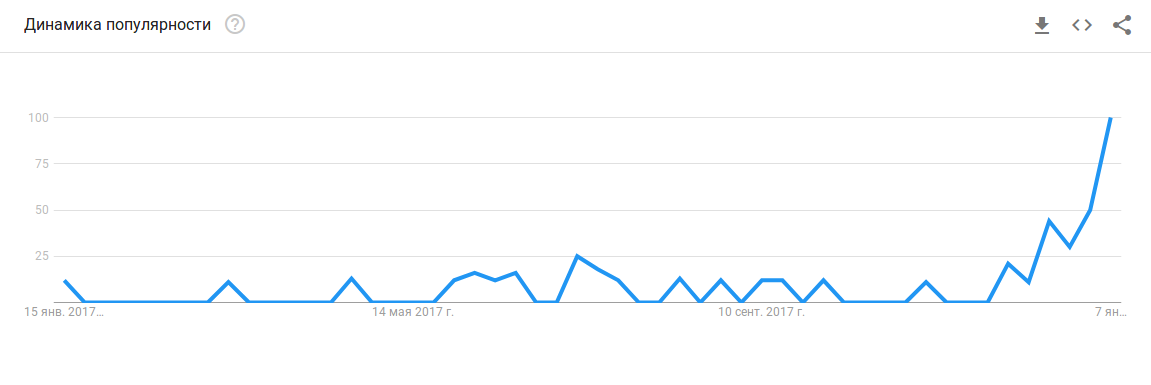 Динамика популярности ?
100
75
50
25
15 янв. 2017…
14 мая 2017 г.
10 сент. 2017 г.
7 ян…